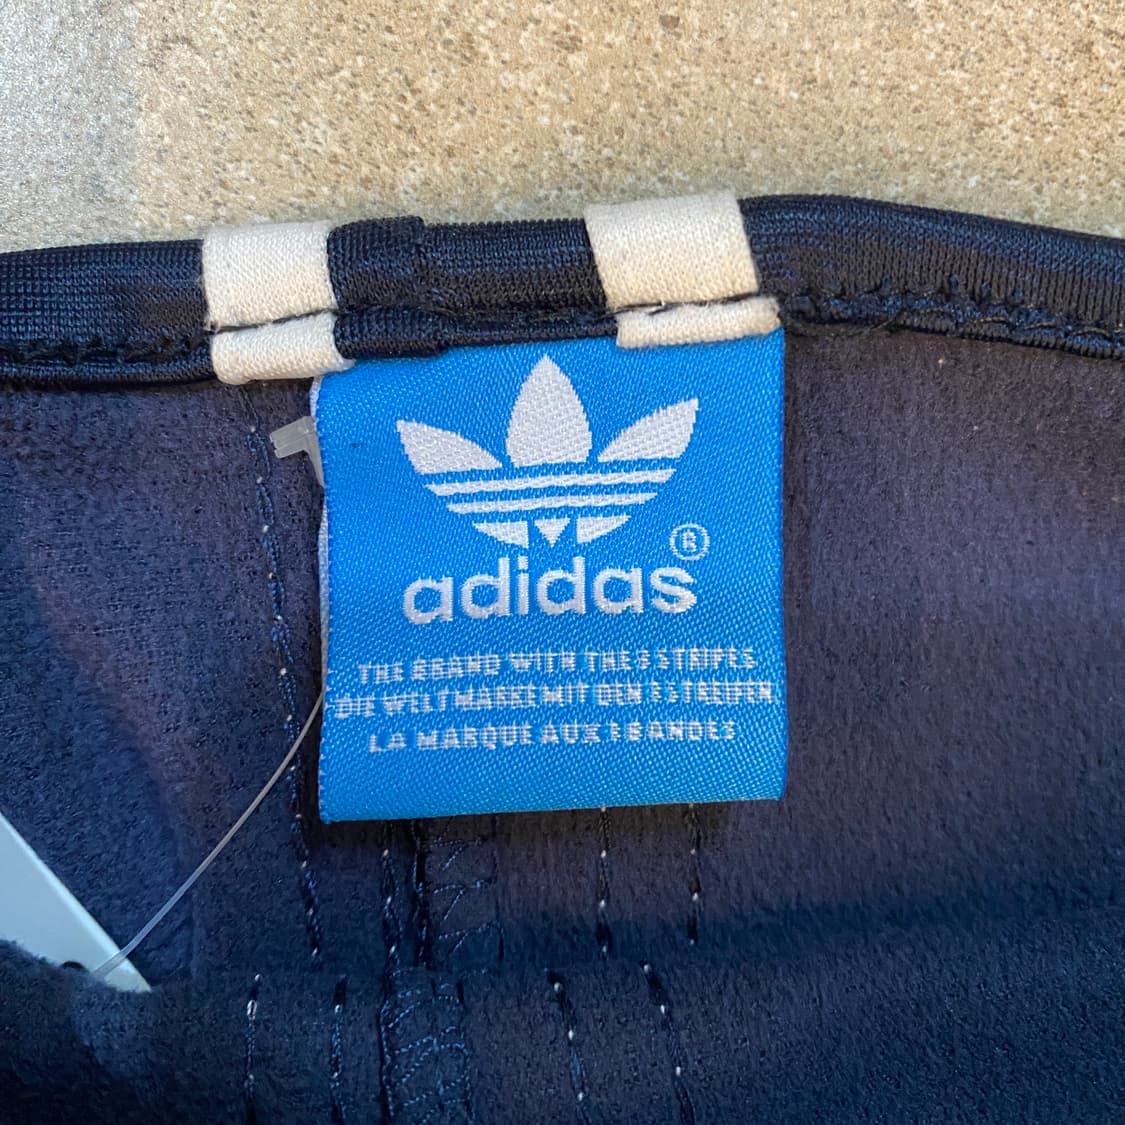 adidas®
THE BRAND WITH THE 3 STRIPES
DIE WELTMARKE MIT DEN 3 STREIFEN
LA MARQUE AUX 3 BANDES